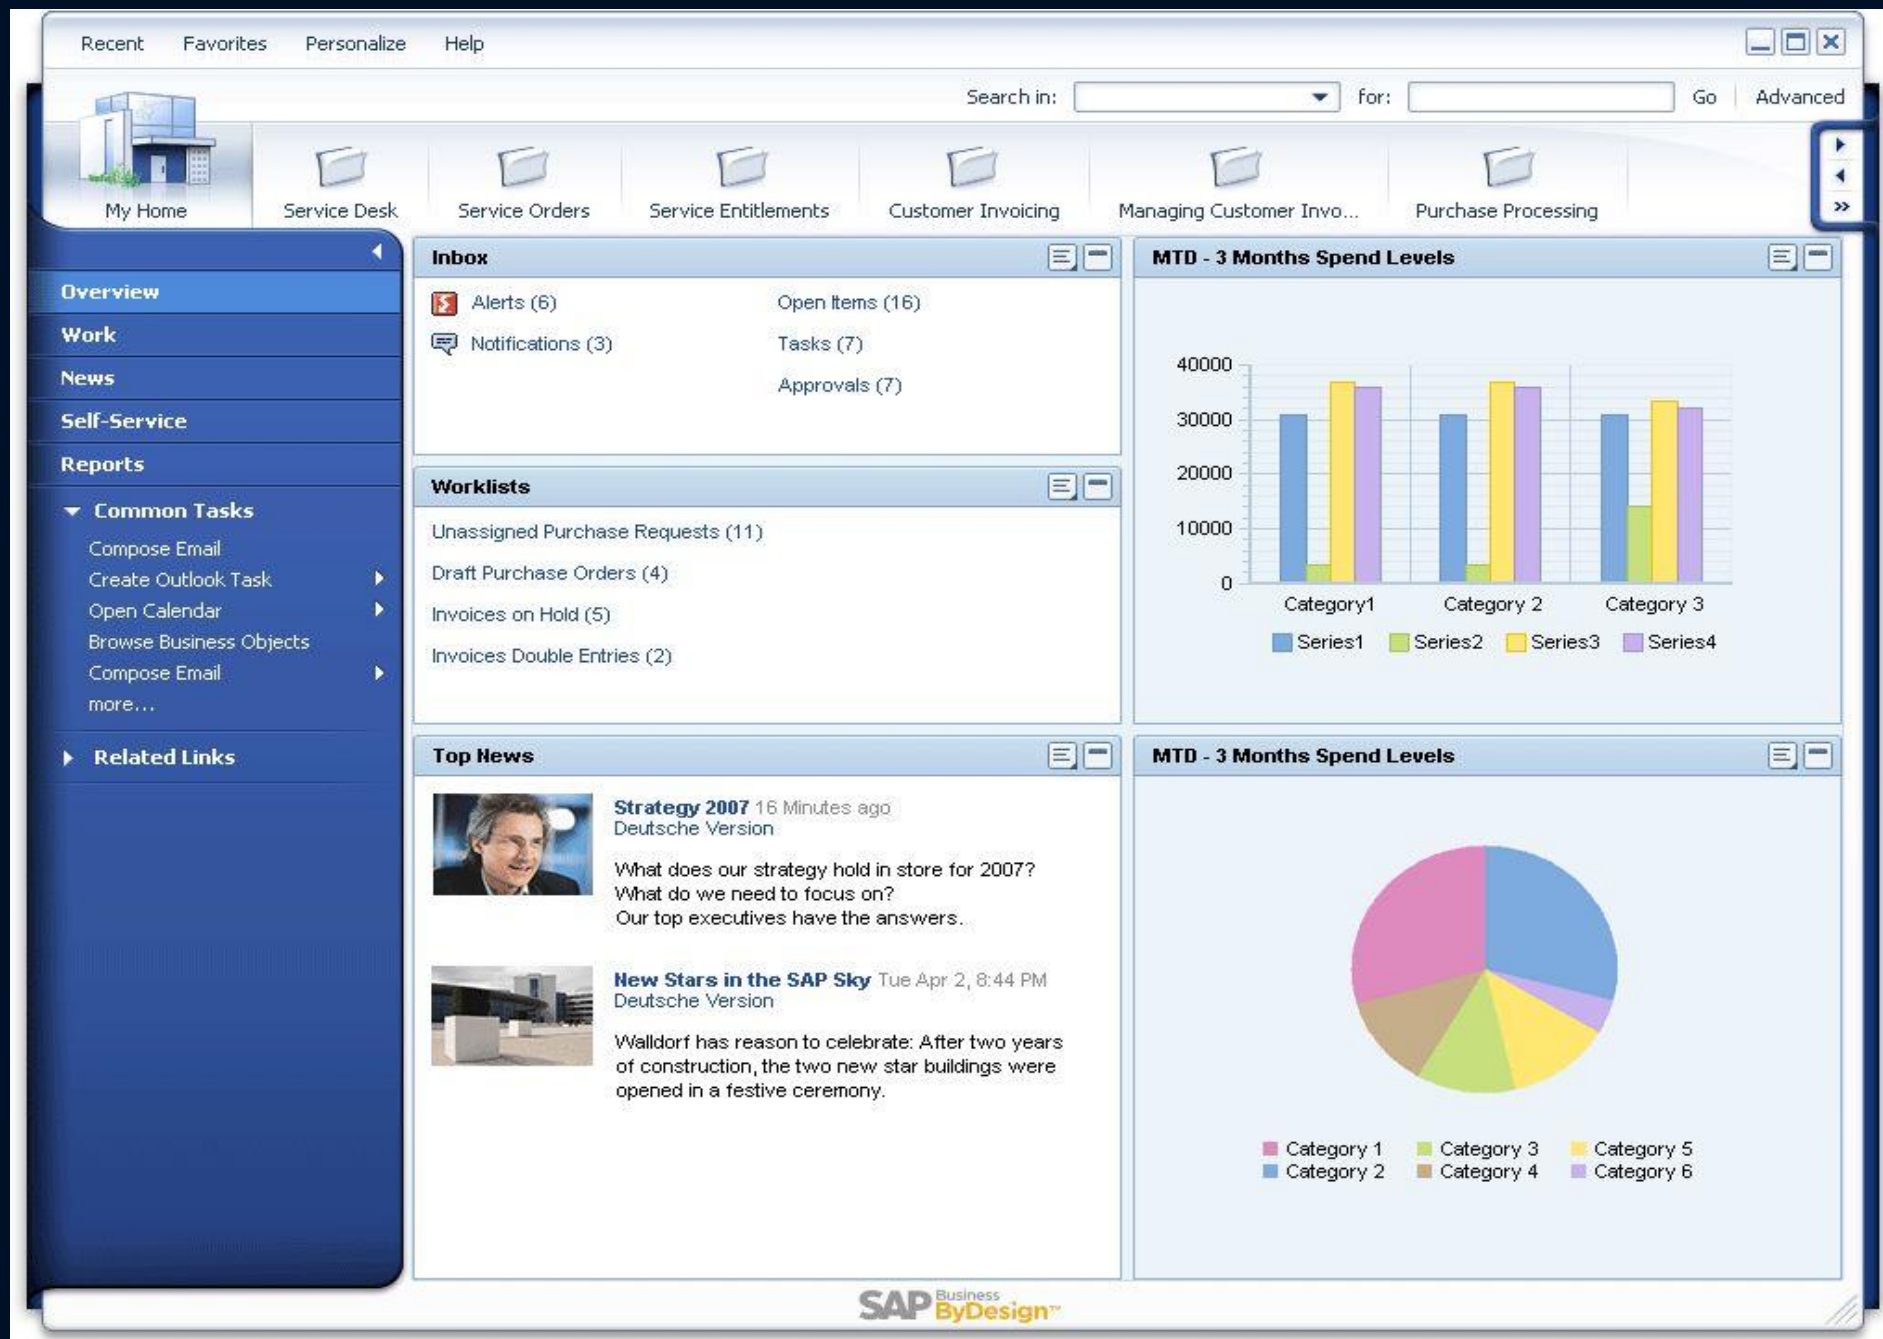 Recent Favorites Personalize Help
Search in: for: Go Advanced
My Home Service Desk Service Orders Service Entitlements Customer Invoicing Managing Customer Invo... Purchase Processing
Overview
Work
News
Self-Service
Reports
Common Tasks
Compose Email
Create Outlook Task
Open Calendar
Browse Business Objects
Compose Email
more...
Related Links
Inbox
Alerts (6) Open Items (16)
Notifications (3) Tasks (7)
Approvals (7)
Worklists
Unassigned Purchase Requests (11)
Draft Purchase Orders (4)
Invoices on Hold (5)
Invoices Double Entries (2)
Top News
Strategy 2007 16 Minutes ago
Deutsche Version
What does our strategy hold in store for 2007?
What do we need to focus on?
Our top executives have the answers.
New Stars in the SAP Sky Tue Apr 2, 8:44 PM
Deutsche Version
Walldorf has reason to celebrate: After two years
of construction, the two new star buildings were
opened in a festive ceremony.
MTD - 3 Months Spend Levels
40000
30000
20000
10000
0
Category1 Category 2 Category 3
Series1 Series2 Series3 Series4
MTD - 3 Months Spend Levels
Category 1 Category 3 Category 5
Category 2 Category 4 Category 6
SAP Business
ByDesign™